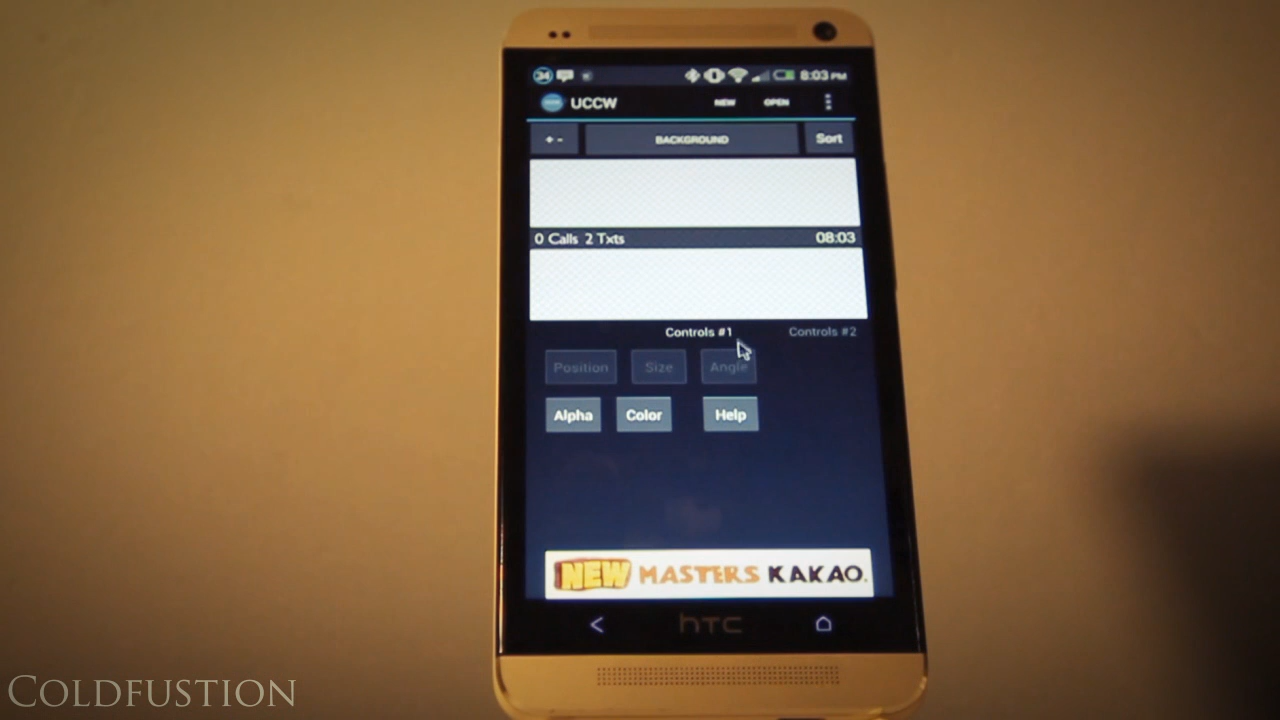 34 8:03 PM
UCCW NEW OPEN
+ - BACKGROUND Sort
0 Calls 2 Txts 08:03
Controls #1 Controls #2
Position Size Angle
Alpha Color Help
NEW MASTERS KAKAO.
hTC
COLDFUSTION